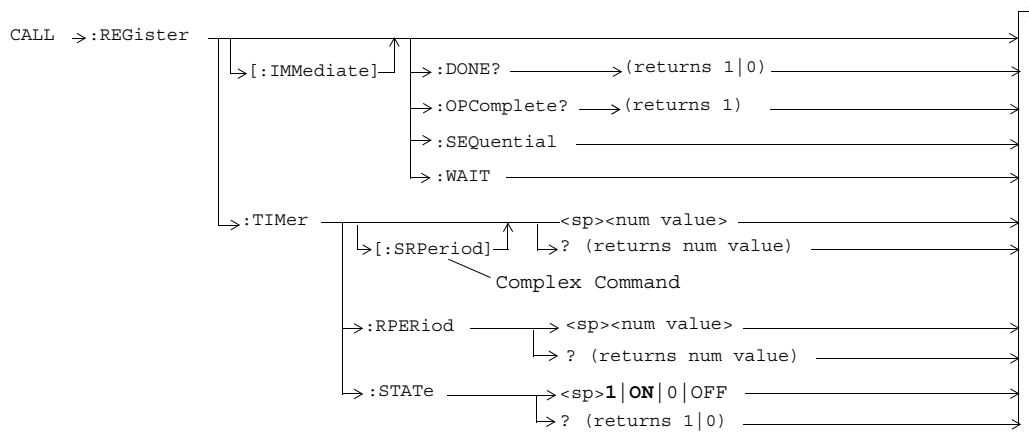 CALL :REGister
[:IMMediate]
:DONE? (returns 1|0)
:OPComplete? (returns 1)
:SEQuential
:WAIT
:TIMer <sp><num value>
[:SRPeriod] ? (returns num value)
Complex Command
:RPERiod <sp><num value>
? (returns num value)
:STATe <sp>1|ON|0|OFF
? (returns 1|0)